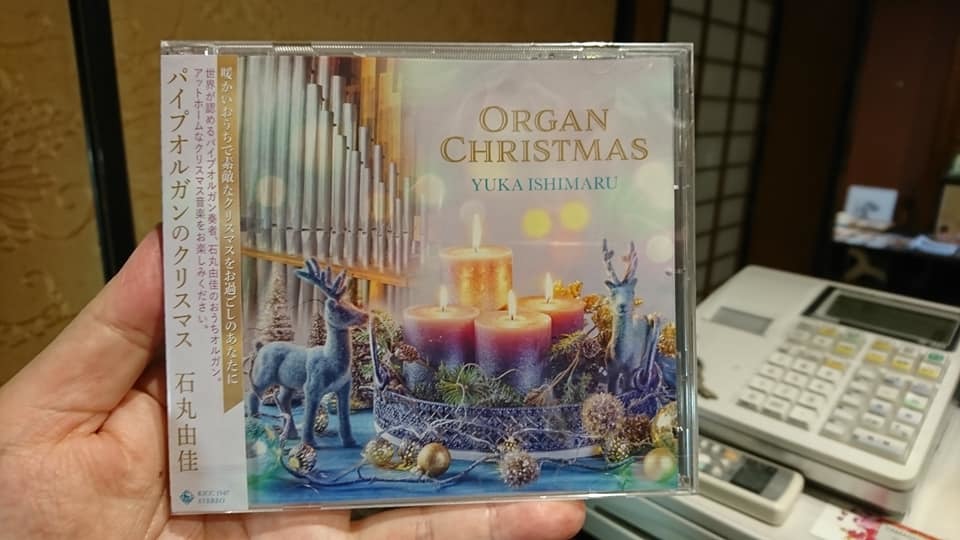 ORGAN
CHRISTMAS
YUKA ISHIMARU
暖かいおうちで素敵なクリスマスをお過ごしのあなたに
世界が認めるパイプオルガン奏者、石丸由佳のおうちオルガン。
アットホームなクリスマス音楽をお楽しみください。
パイプオルガンのクリスマス 石丸由佳
KICC 1547
STEREO